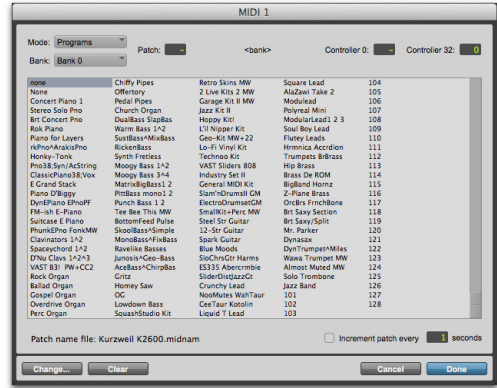 MIDI 1
Mode: Programs Patch: - <bank> Controller 0: - Controller 32: 0
Bank: Bank 0
none Chiffy Pipes Retro Skins MW Square Lead 104
None Offertory 2 Live Kits 2 MW AlaZawi Take 2 105
Concert Piano 1 Pedal Pipes Garage Kit II MW Modulead 106
Stereo Solo Pno Church Organ Jazz Kit II Polyreal Mini 107
Brt Concert Pno DualBass SlapBas Hoppy Kit! ModularLead1 2 3 108
Rok Piano Warm Bass 1^2 L'il Nipper Kit Soul Boy Lead 109
Piano for Layers SustBass^MixBass Geo-Kit MW+22 Flutey Leads 110
rkPno^ArakisPno RickenBass Lo-Fi Vinyl Kit Hrmnica Accrdion 111
Honky-Tonk Synth Fretless Technoo Kit Trumpets BrBrass 112
Pno38;Syn/AcString Moogy Bass 1^2 VAST Sliders 808 Hip Brass 113
ClassicPiano38;Vox Moogy Bass 3^4 Industry Set II Brass De ROM 114
E Grand Stack MatrixBigBass1 2 General MIDI Kit BigBand Hornz 115
Piano D'Biggy PittBass mono1 2 Slam'nDrumsII GM Z-Plane Brass 116
DynEPiano EPnoPF Punch Bass 1 2 ElectroDrumsetGM OrcBrs FrnchBone 117
FM-ish E-Piano Tee Bee This MW SmallKit+Perc MW Brt Saxy Section 118
Suitcase E Piano BottomFeed Pulse Steel Str Guitar Brt Saxy/Split 119
PhunkEPno FonkMW SkoolBass^Simple 12-Str Guitar Mr. Parker 120
Clavinators 1^2 MonoBass^FixBass Spark Guitar Dynasax 121
Spaceychord 1^2 Ravelike Basses Blue Moods DynTrumpet^Miles 122
D'Nu Clavs 1^2^3 Junosis^Geo-Bass SloChrsGtr Harms Wawa Trumpet MW 123
VAST B3! PW+CC2 AceBass^ChirpBas ES335 Abercrmbie Almost Muted MW 124
Rock Organ Gritz SliderDistJazzGt Solo Trombone 125
Ballad Organ Homey Saw Crunchy Lead Jazz Band 126
Gospel Organ OG NooMutes WahTaur 101 127
Overdrive Organ Lowdown Bass CeeTaur Kotolin 102 128
Perc Organ SquashStudio Kit Liquid T Lead 103
Patch name file: Kurzweil K2600.midnam Increment patch every 1 seconds
Change... Clear Cancel Done